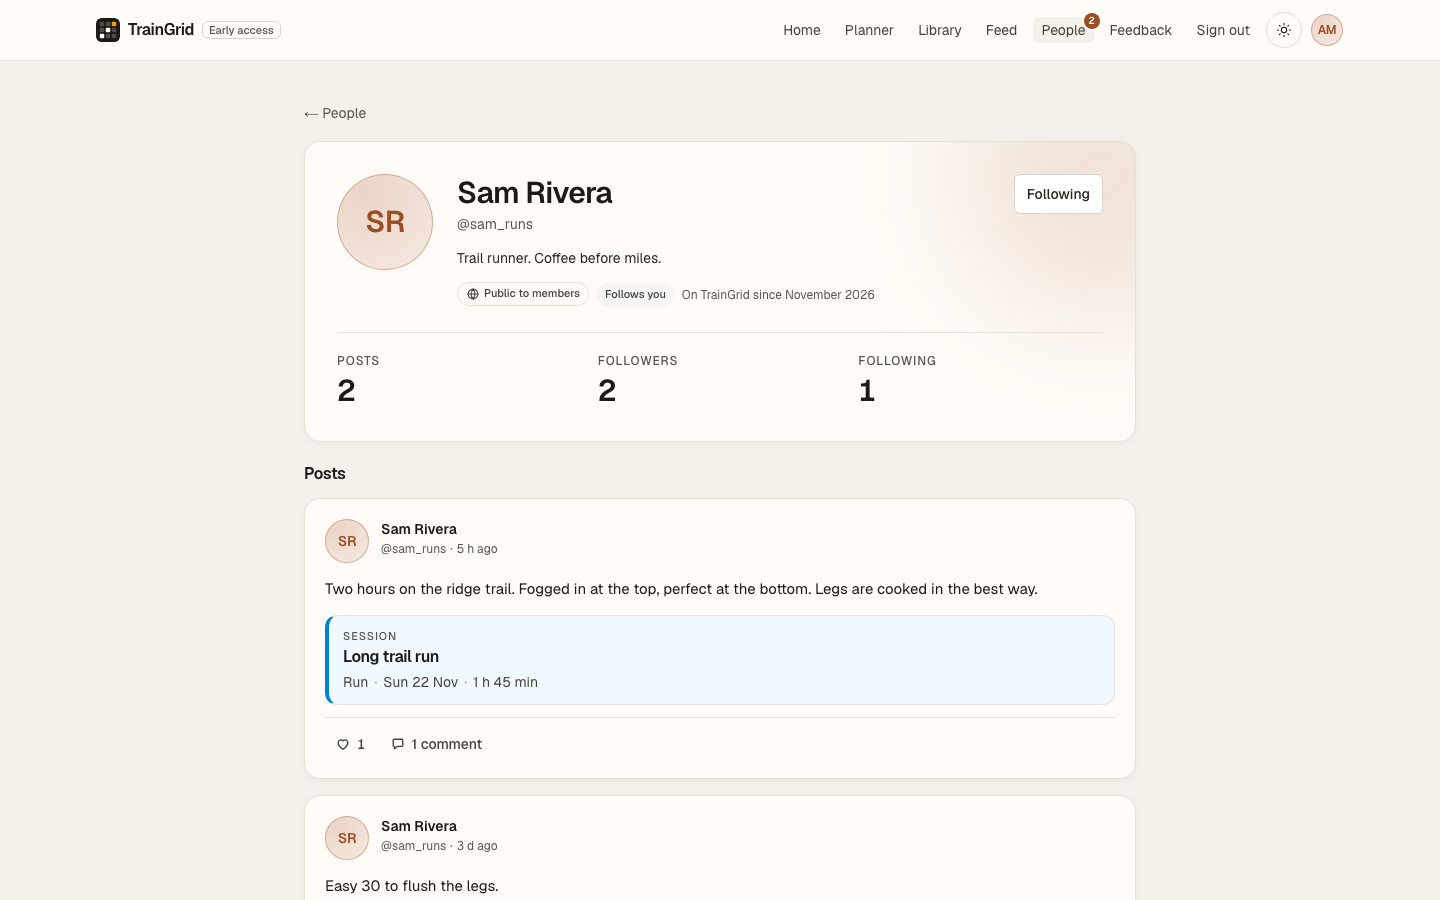 TrainGrid Early access
Home Planner Library Feed People 2 Feedback Sign out AM
← People
SR
Sam Rivera
Following
@sam_runs
Trail runner. Coffee before miles.
Public to members Follows you On TrainGrid since November 2026
POSTS FOLLOWERS FOLLOWING
2 2 1
Posts
SR
Sam Rivera
@sam_runs · 5 h ago
Two hours on the ridge trail. Fogged in at the top, perfect at the bottom. Legs are cooked in the best way.
SESSION
Long trail run
Run · Sun 22 Nov · 1 h 45 min
1 1 comment
SR
Sam Rivera
@sam_runs · 3 d ago
Easy 30 to flush the legs.